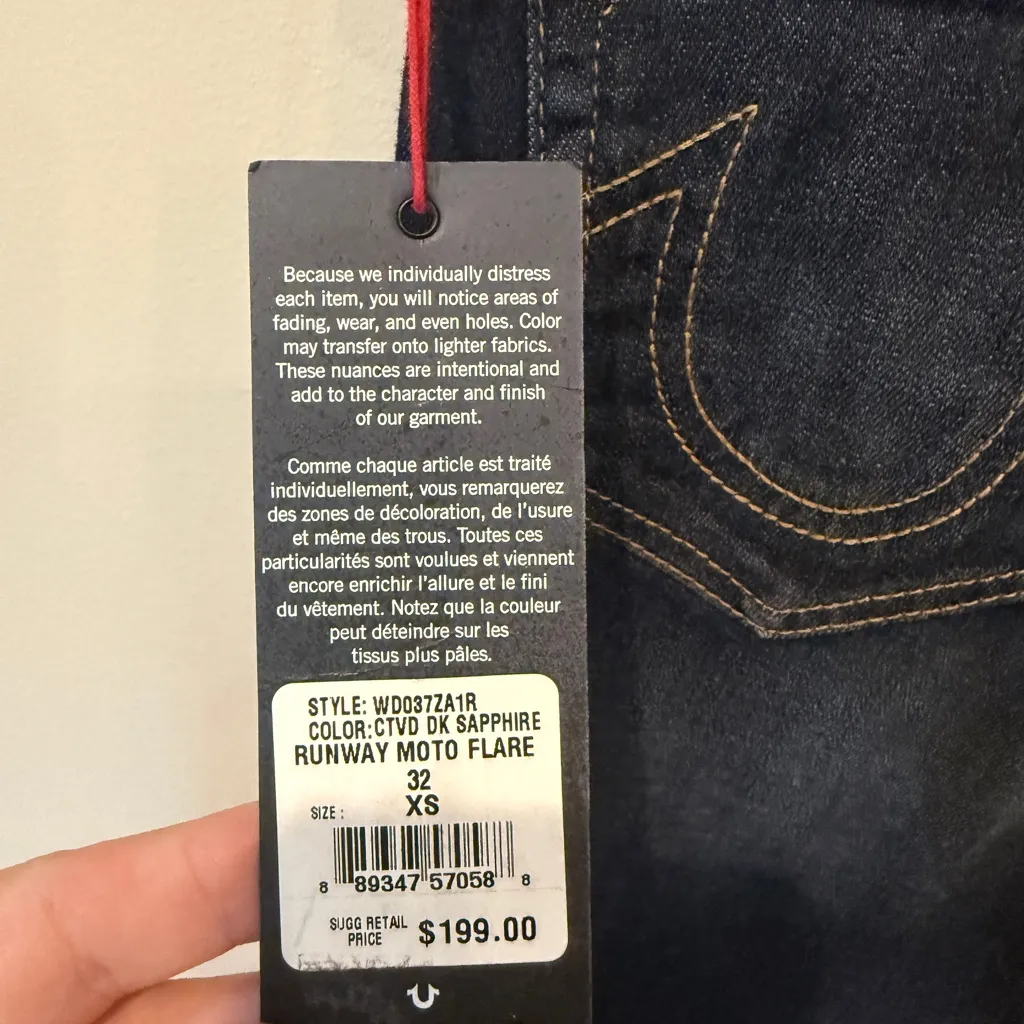 Because we individually distress
each item, you will notice areas of
fading, wear, and even holes. Color
may transfer onto lighter fabrics.
These nuances are intentional and
add to the character and finish
of our garment.
Comme chaque article est traité
individuellement, vous remarquerez
des zones de décoloration, de l'usure
et même des trous. Toutes ces
particularités sont voulues et viennent
encore enrichir l'allure et le fini
du vêtement. Notez que la couleur
peut déteindre sur les
tissus plus pâles.
STYLE: WD037ZA1R
COLOR:CTVD DK SAPPHIRE
RUNWAY MOTO FLARE
32
SIZE: XS
8 89347 57058 8
SUGG RETAIL
PRICE $199.00